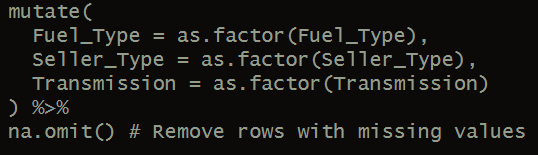 mutate(
  Fuel_Type = as.factor(Fuel_Type),
  Seller_Type = as.factor(Seller_Type),
  Transmission = as.factor(Transmission)
) %>%
na.omit() # Remove rows with missing values